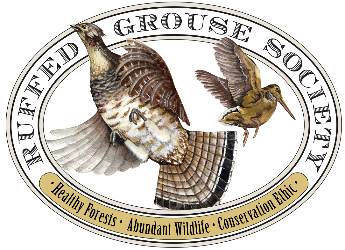 RUFFED GROUSE SOCIETY
· Healthy Forests · Abundant Wildlife · Conservation Ethic ·